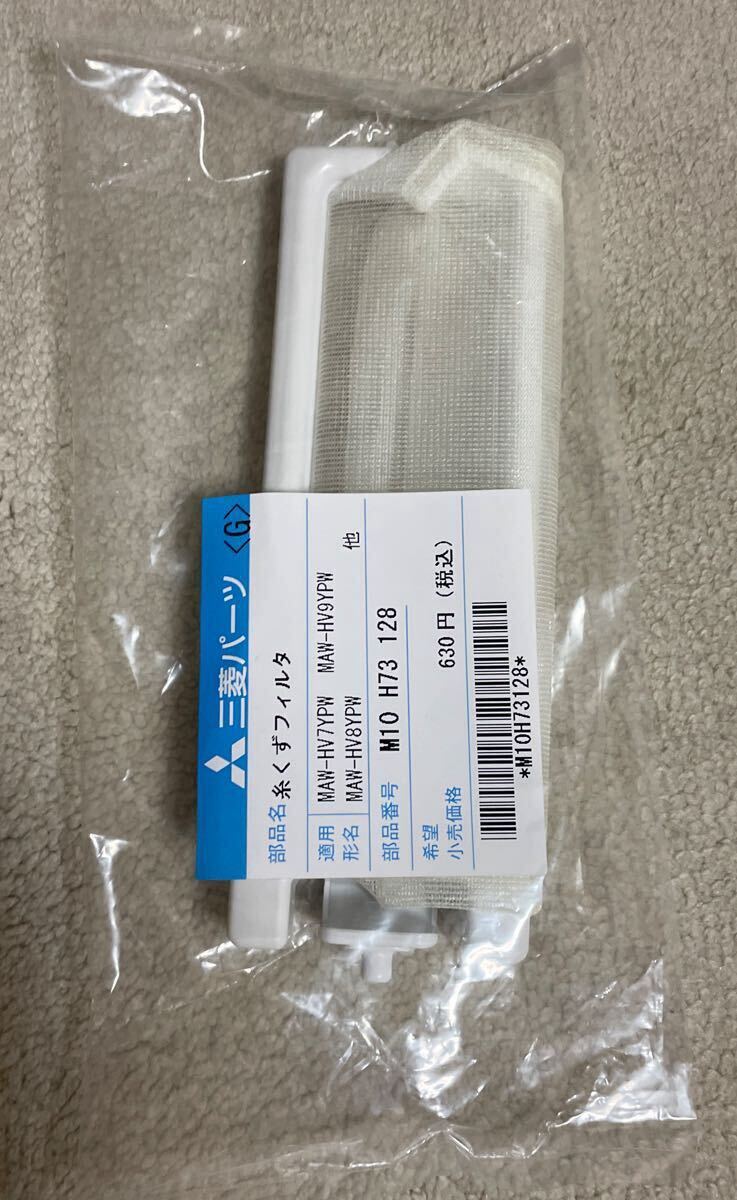 三菱パーツ 〈G〉
部品名 糸くずフィルタ
適用
形名
MAW-HV7YPW MAW-HV9YPW
MAW-HV8YPW 他
部品番号 M10 H73 128
希望
小売価格
630円(税込)
*M10H73128*